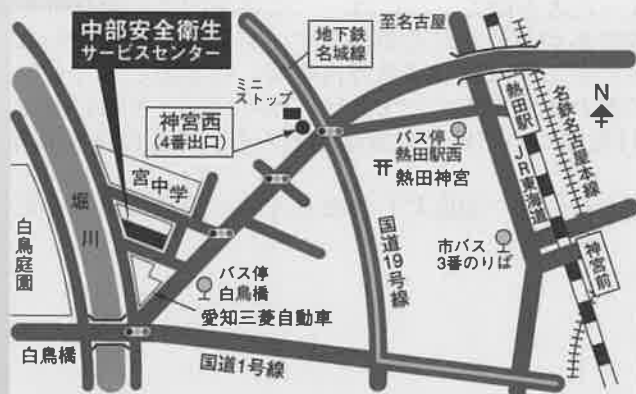 中部安全衛生
サービスセンター
地下鉄
名城線
至名古屋
ミニ
ストップ
神宮西
(4番出口)
バス停
熱田駅西
熱田神宮
熱田駅
名鉄名古屋本線
JR東海道
N
宮中学
堀川
白鳥庭園
国道19号線
市バス
3番のりば
神宮前
バス停
白鳥橋
愛知三菱自動車
白鳥橋
国道1号線